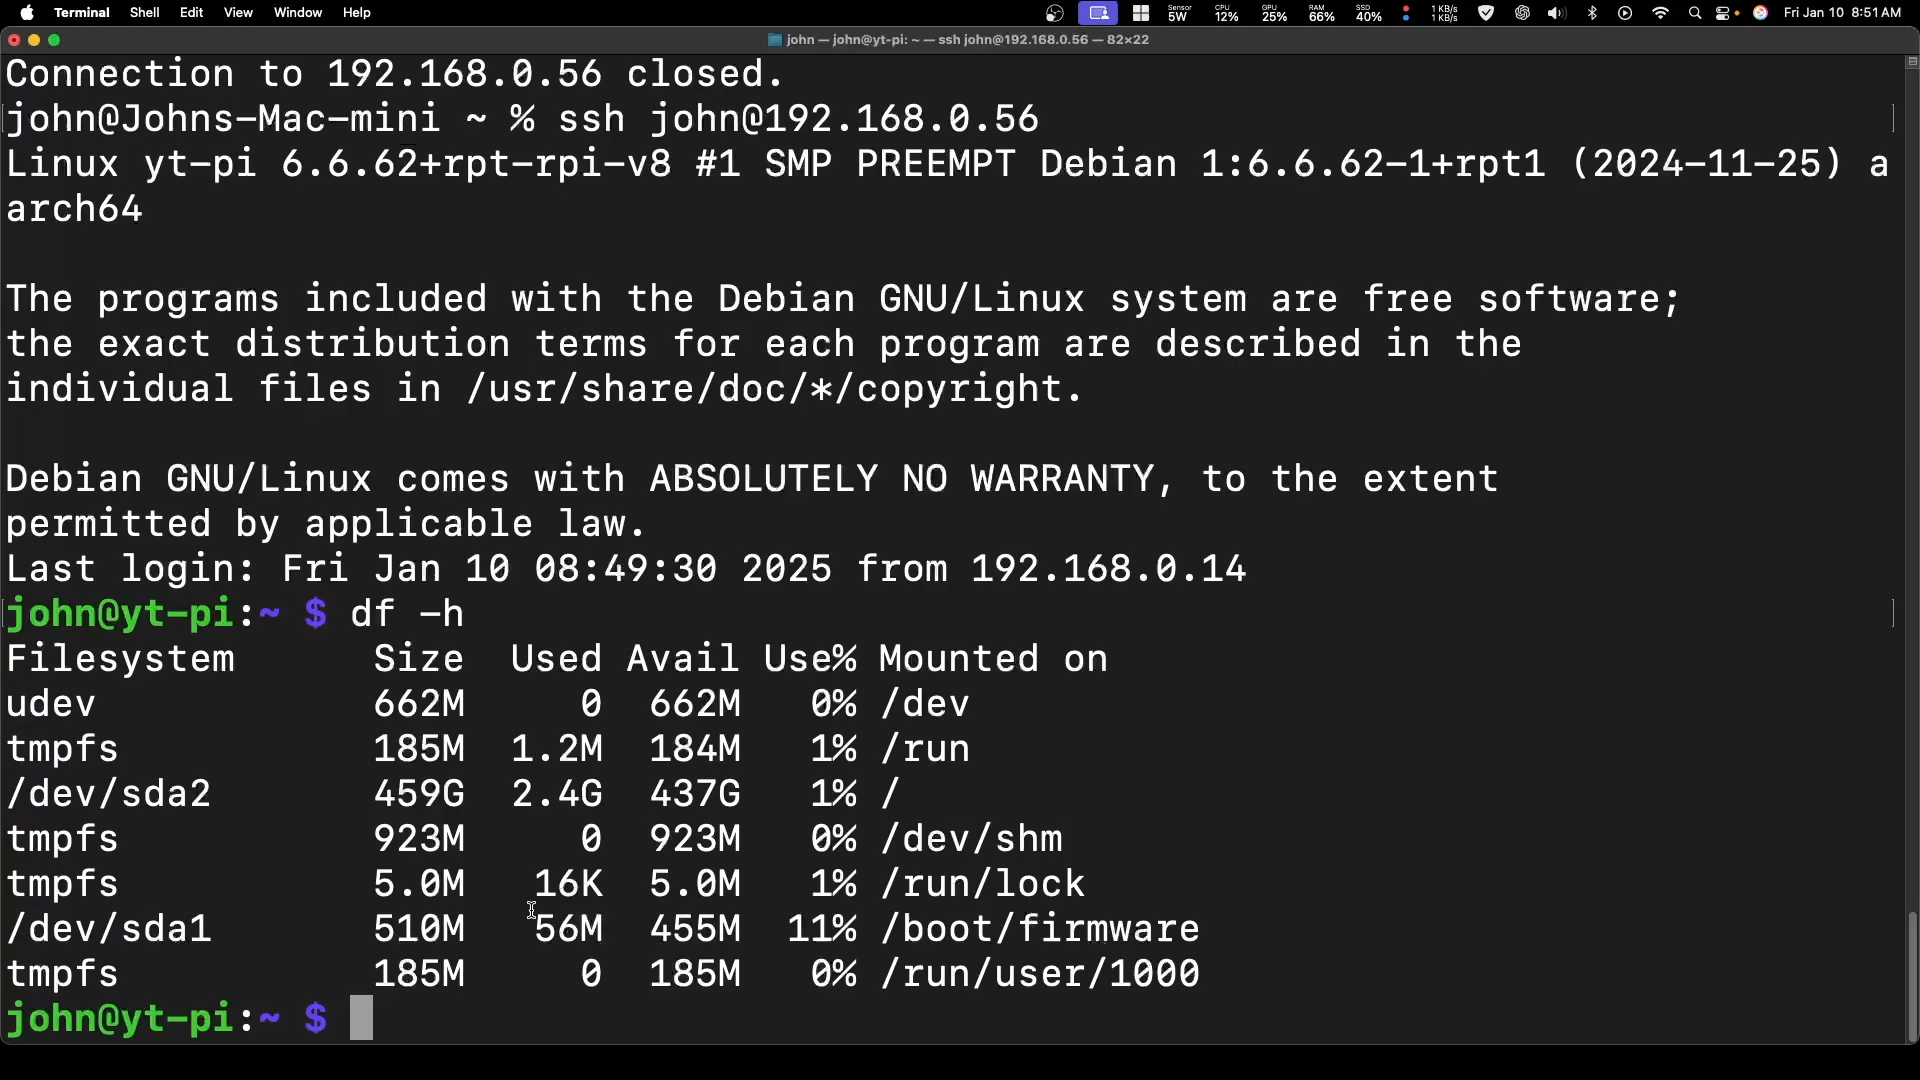 Terminal Shell Edit View Window Help Sensor 5W CPU 12% GPU 25% RAM 66% SSD 40% 1 KB/s 1 KB/s Fri Jan 10 8:51 AM
john — john@yt-pi: ~ — ssh john@192.168.0.56 — 82×22
Connection to 192.168.0.56 closed.
john@Johns-Mac-mini ~ % ssh john@192.168.0.56
Linux yt-pi 6.6.62+rpt-rpi-v8 #1 SMP PREEMPT Debian 1:6.6.62-1+rpt1 (2024-11-25) a
arch64
The programs included with the Debian GNU/Linux system are free software;
the exact distribution terms for each program are described in the
individual files in /usr/share/doc/*/copyright.
Debian GNU/Linux comes with ABSOLUTELY NO WARRANTY, to the extent
permitted by applicable law.
Last login: Fri Jan 10 08:49:30 2025 from 192.168.0.14
john@yt-pi:~ $ df -h
Filesystem      Size  Used Avail Use% Mounted on
udev            662M     0  662M   0% /dev
tmpfs           185M  1.2M  184M   1% /run
/dev/sda2       459G  2.4G  437G   1% /
tmpfs           923M     0  923M   0% /dev/shm
tmpfs           5.0M   16K  5.0M   1% /run/lock
/dev/sda1       510M   56M  455M  11% /boot/firmware
tmpfs           185M     0  185M   0% /run/user/1000
john@yt-pi:~ $